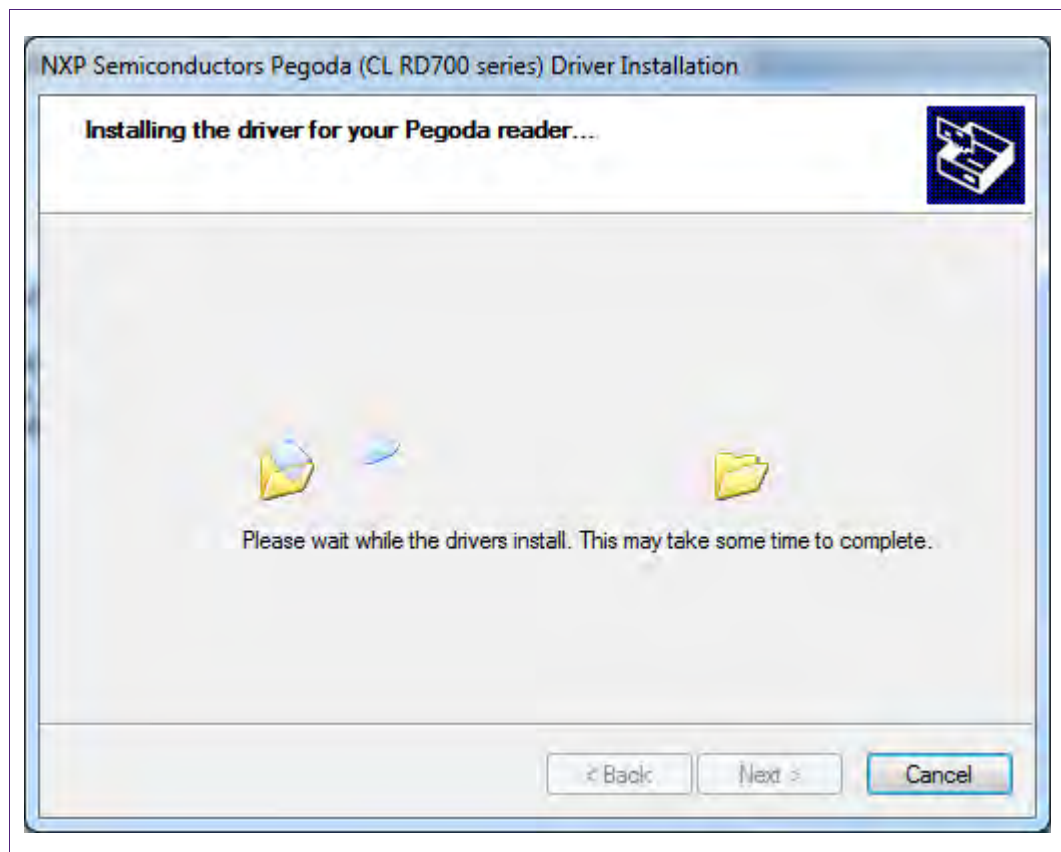 NXP Semiconductors Pegoda (CL RD700 series) Driver Installation
Installing the driver for your Pegoda reader...
Please wait while the drivers install. This may take some time to complete.
< Back
Next >
Cancel